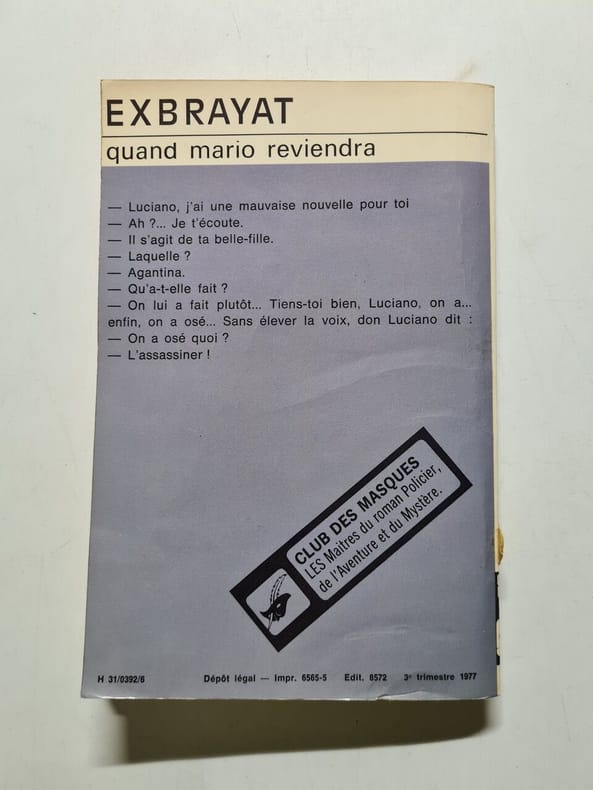 EXBRAYAT
quand mario reviendra
— Luciano, j'ai une mauvaise nouvelle pour toi
— Ah ?... Je t'écoute.
— Il s'agit de ta belle-fille.
— Laquelle ?
— Agantina.
— Qu'a-t-elle fait ?
— On lui a fait plutôt... Tiens-toi bien, Luciano, on a...
enfin, on a osé... Sans élever la voix, don Luciano dit :
— On a osé quoi ?
— L'assassiner !
CLUB DES MASQUES
LES Maîtres du roman Policier,
de l'Aventure et du Mystère.
H 31/0392/6 Dépôt légal — Impr. 6565-5 Edit. 8572 3e trimestre 1977